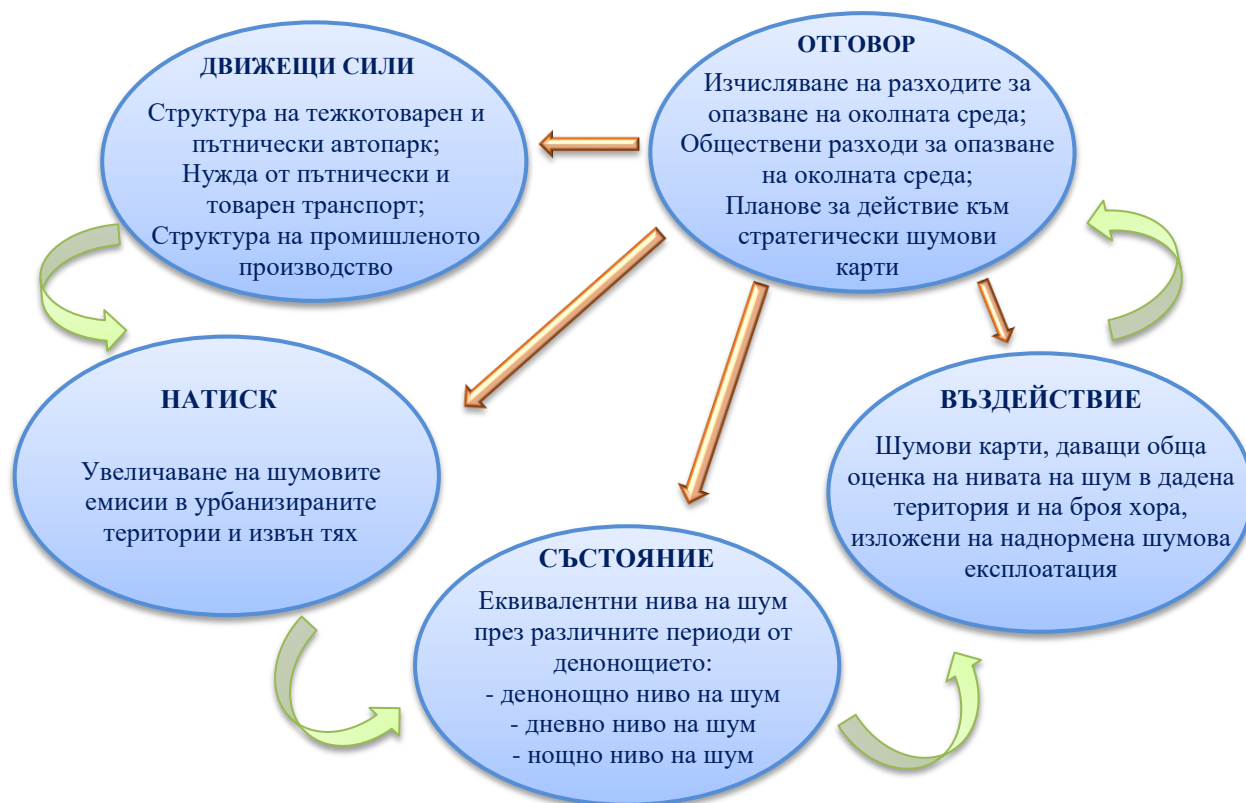 ДВИЖЕЩИ СИЛИ
Структура на тежкотоварен и
пътнически автопарк;
Нужда от пътнически и
товарен транспорт;
Структура на промишленото
производство
ОТГОВОР
Изчисляване на разходите за
опазване на околната среда;
Обществени разходи за опазване
на околната среда;
Планове за действие към
стратегически шумови
карти
НАТИСК
Увеличаване на шумовите
емисии в урбанизираните
територии и извън тях
СЪСТОЯНИЕ
Еквивалентни нива на шум
през различните периоди от
денонощието:
- денонощно ниво на шум
- дневно ниво на шум
- нощно ниво на шум
ВЪЗДЕЙСТВИЕ
Шумови карти, даващи обща
оценка на нивата на шум в дадена
територия и на броя хора,
изложени на наднормена шумова
експлоатация